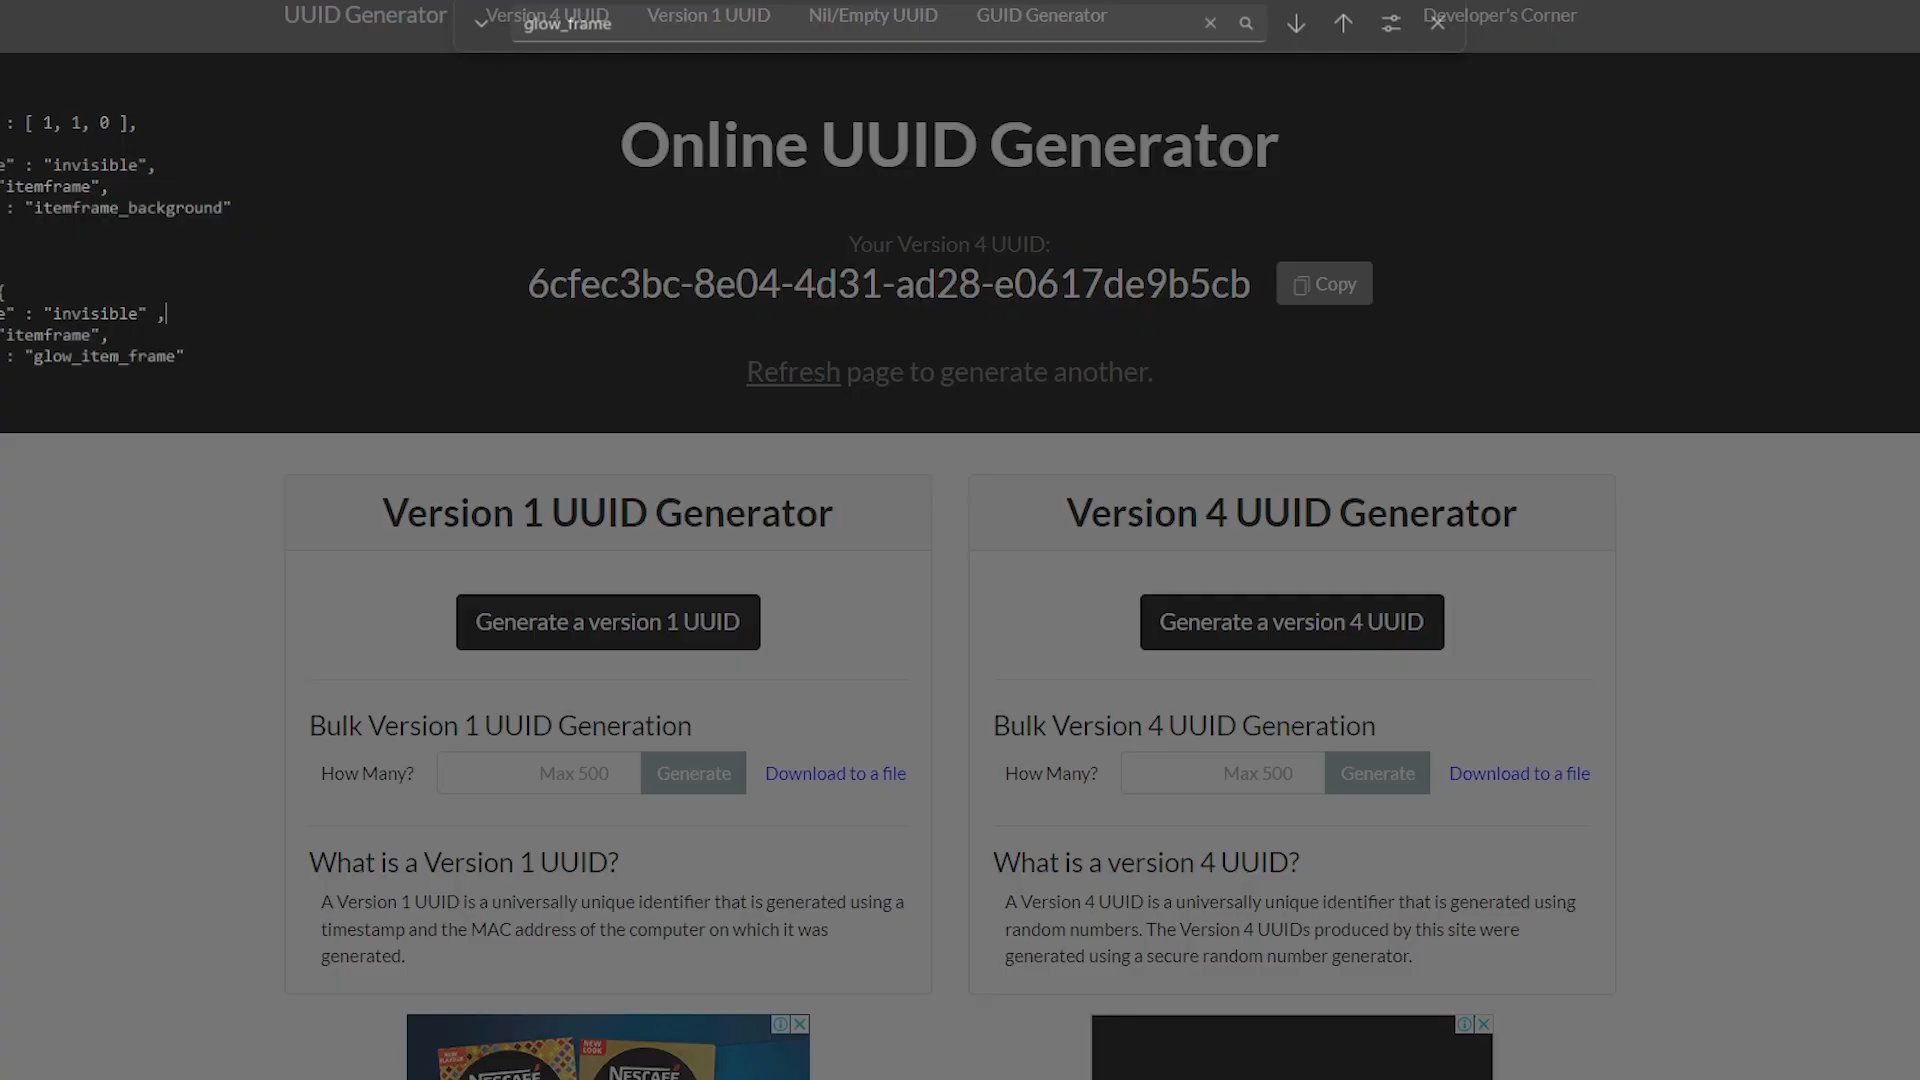 UUID Generator
Version 4 UUID
Version 1 UUID
Nil/Empty UUID
GUID Generator
Developer's Corner
glow_frame
: [ 1, 1, 0 ],
e" : "invisible",
"itemframe",
: "itemframe_background"
{
e" : "invisible" ,
"itemframe",
: "glow_item_frame"
Online UUID Generator
Your Version 4 UUID:
6cfec3bc-8e04-4d31-ad28-e0617de9b5cb
Copy
Refresh page to generate another.
Version 1 UUID Generator
Generate a version 1 UUID
Bulk Version 1 UUID Generation
How Many? Max 500 Generate Download to a file
What is a Version 1 UUID?
A Version 1 UUID is a universally unique identifier that is generated using a
timestamp and the MAC address of the computer on which it was
generated.
Version 4 UUID Generator
Generate a version 4 UUID
Bulk Version 4 UUID Generation
How Many? Max 500 Generate Download to a file
What is a version 4 UUID?
A Version 4 UUID is a universally unique identifier that is generated using
random numbers. The Version 4 UUIDs produced by this site were
generated using a secure random number generator.
NEW LOOK
NESCAFÉ
NESCAFÉ